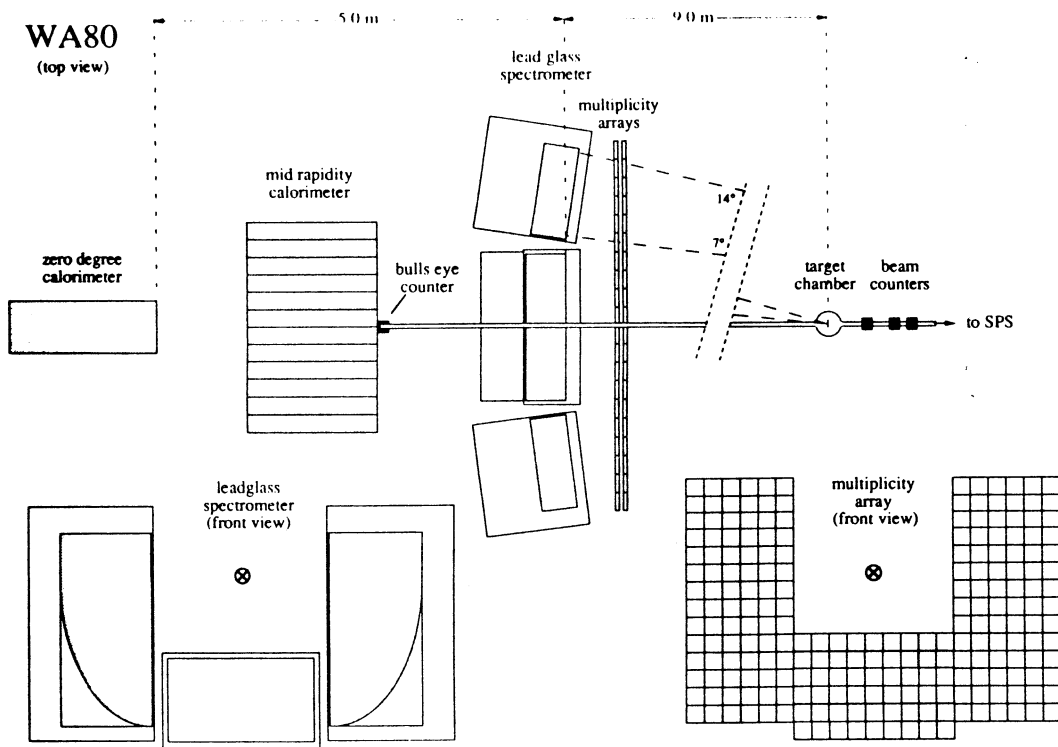 5.0 m
9.0 m
WA80
(top view)
lead glass
spectrometer
multiplicity
arrays
mid rapidity
calorimeter
14°
7°
zero degree
calorimeter
bulls eye
counter
target
chamber
beam
counters
to SPS
leadglass
spectrometer
(front view)
multiplicity
array
(front view)